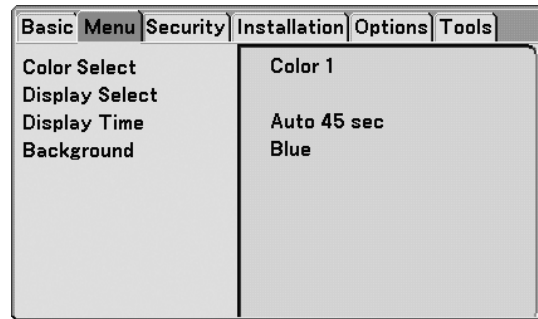 Basic Menu Security Installation Options Tools
Color Select Color 1
Display Select
Display Time Auto 45 sec
Background Blue